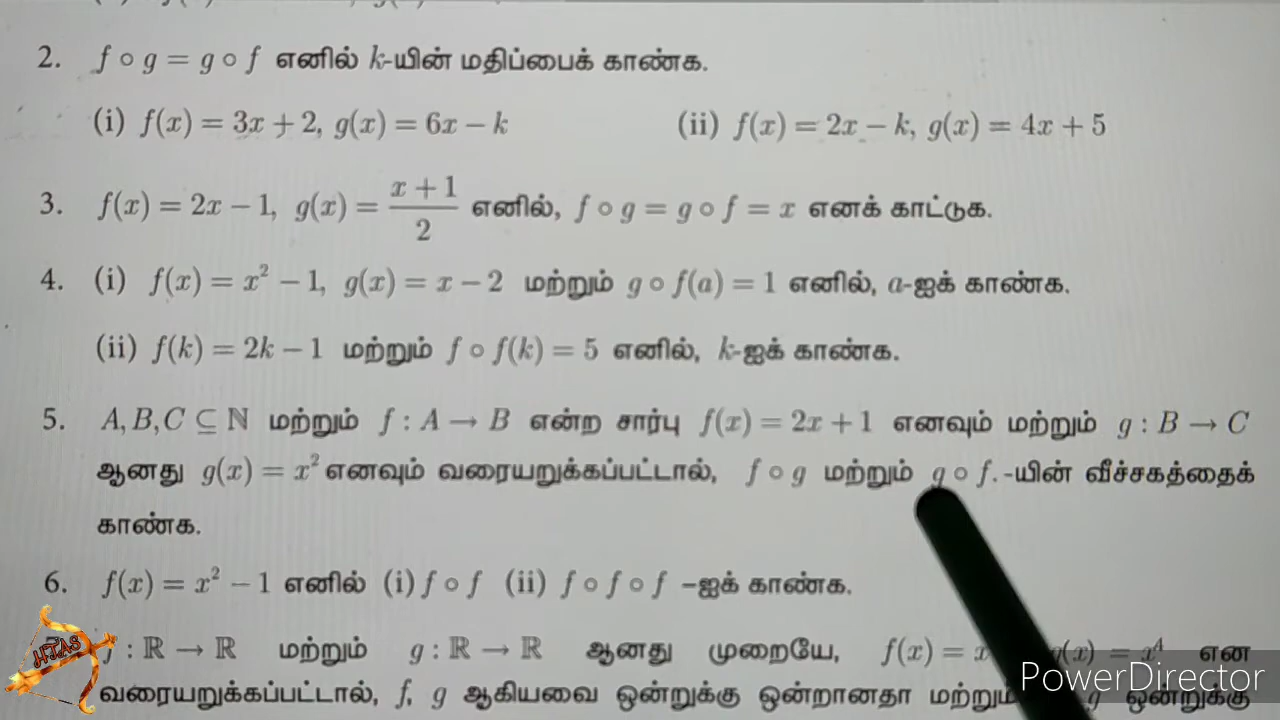 2. f ∘ g = g ∘ f எனில் k-யின் மதிப்பைக் காண்க.
(i) f(x) = 3x + 2, g(x) = 6x − k (ii) f(x) = 2x − k, g(x) = 4x + 5
3. f(x) = 2x − 1, g(x) = (x + 1)/2 எனில், f ∘ g = g ∘ f = x எனக் காட்டுக.
4. (i) f(x) = x² − 1, g(x) = x − 2 மற்றும் g ∘ f(a) = 1 எனில், a-ஐக் காண்க.
(ii) f(k) = 2k − 1 மற்றும் f ∘ f(k) = 5 எனில், k-ஐக் காண்க.
5. A, B, C ⊆ ℕ மற்றும் f : A → B என்ற சார்பு f(x) = 2x + 1 எனவும் மற்றும் g : B → C
ஆனது g(x) = x² எனவும் வரையறுக்கப்பட்டால், f ∘ g மற்றும் g ∘ f. -யின் வீச்சகத்தைக்
காண்க.
6. f(x) = x² − 1 எனில் (i) f ∘ f (ii) f ∘ f ∘ f -ஐக் காண்க.
HTAS
: ℝ → ℝ மற்றும் g : ℝ → ℝ ஆனது முறையே, f(x) = g(x) = x⁴ என
வரையறுக்கப்பட்டால், f, g ஆகியவை ஒன்றுக்கு ஒன்றானதா மற்றும் g ஒன்றுக்கு
PowerDirector